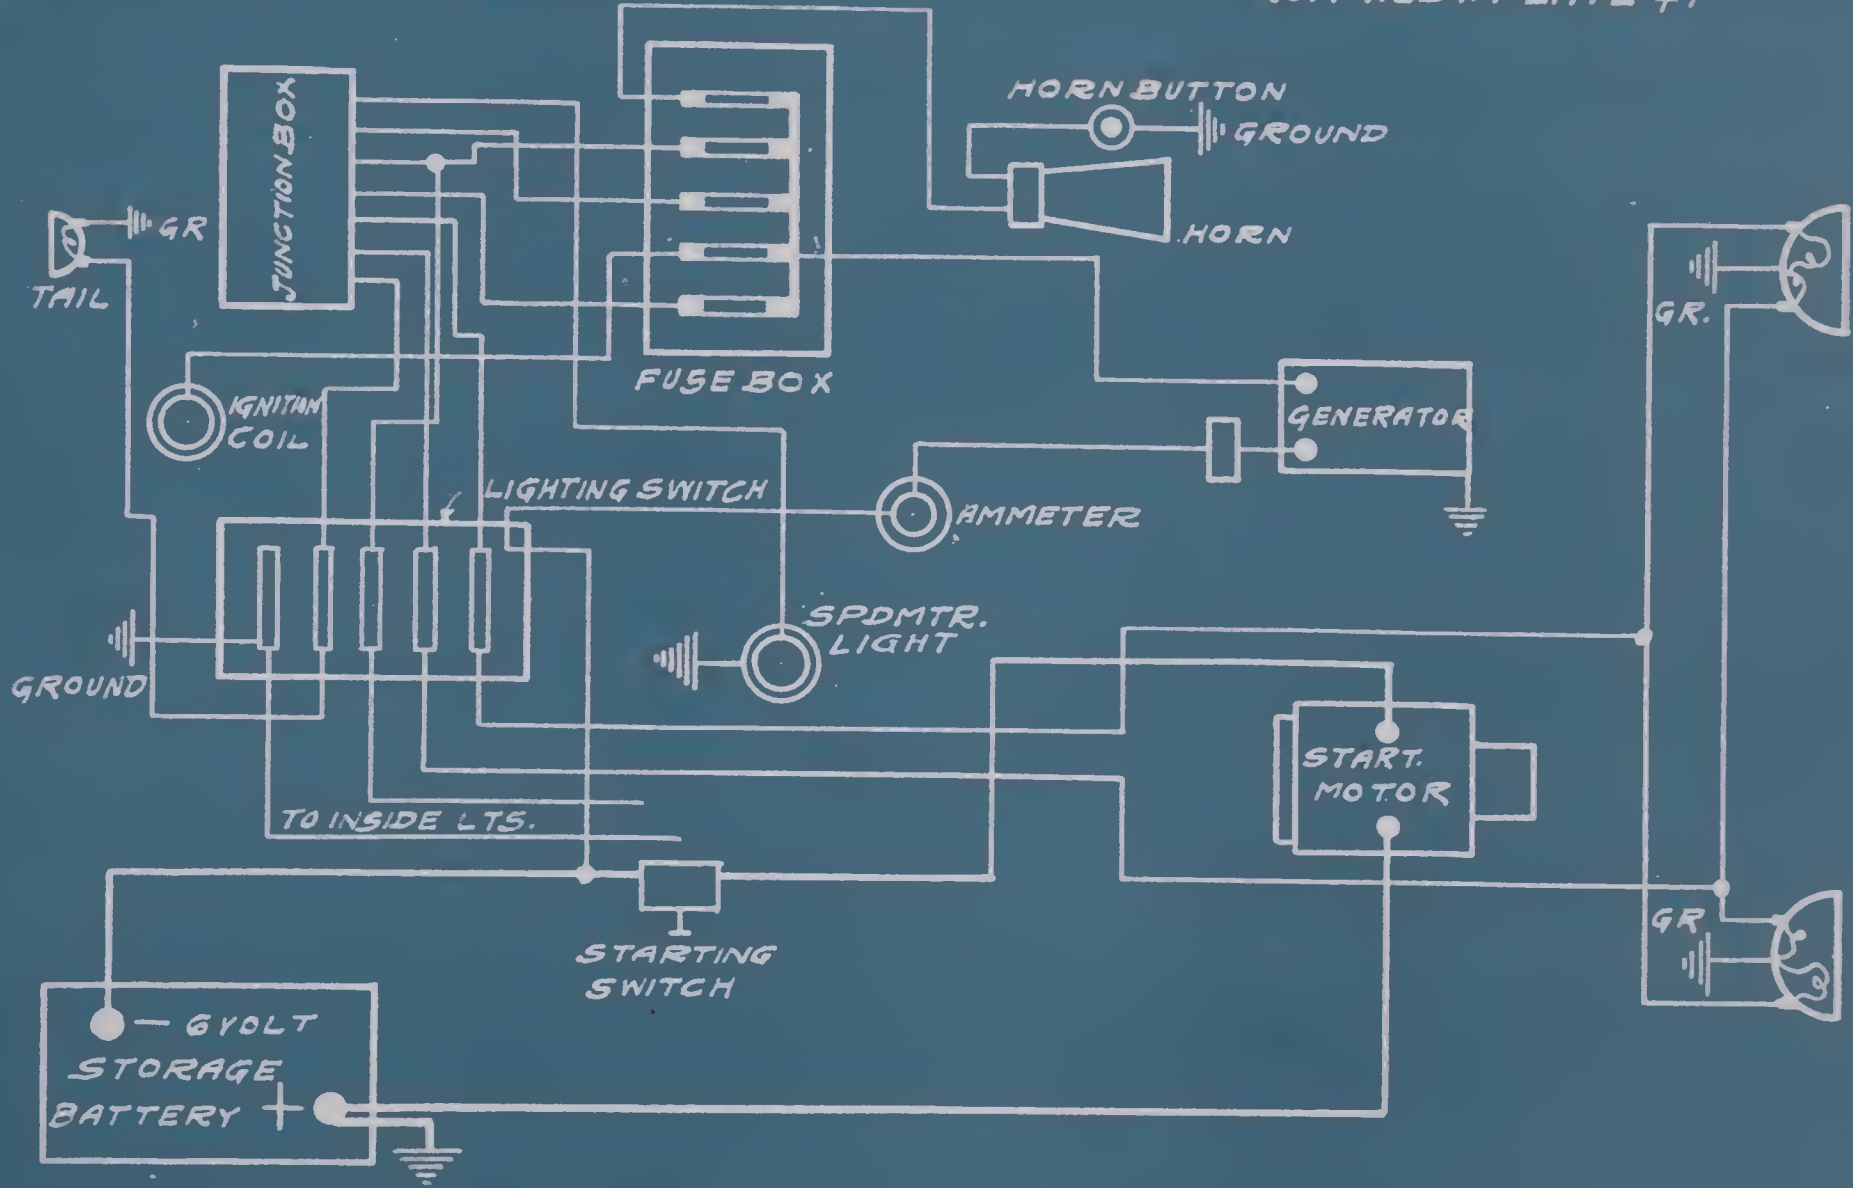 HORN BUTTON
GROUND
HORN
JUNCTION BOX
GR
TAIL
GR.
FUSE BOX
IGNITION
COIL
GENERATOR
LIGHTING SWITCH
AMMETER
SPDMTR.
LIGHT
GROUND
START.
MOTOR
TO INSIDE LTS.
GR
STARTING
SWITCH
— 6 VOLT
STORAGE
BATTERY +